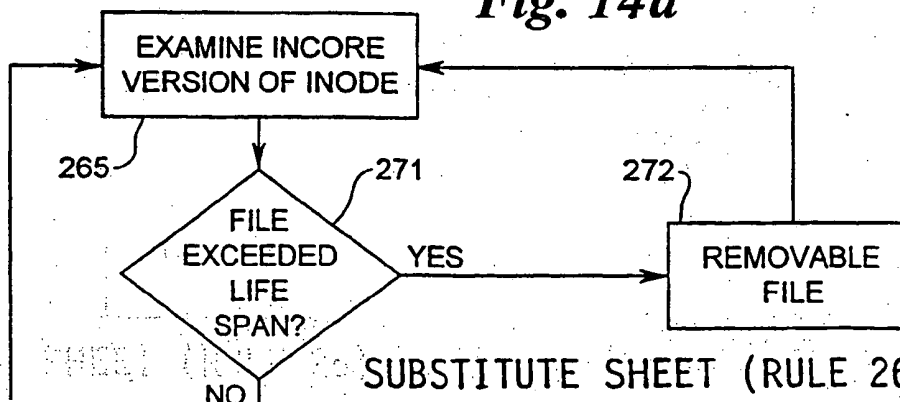 Fig. 14a
EXAMINE INCORE
VERSION OF INODE
265
271
272
FILE
EXCEEDED
LIFE
SPAN?
YES
REMOVABLE
FILE
NO
SUBSTITUTE SHEET (RULE 26